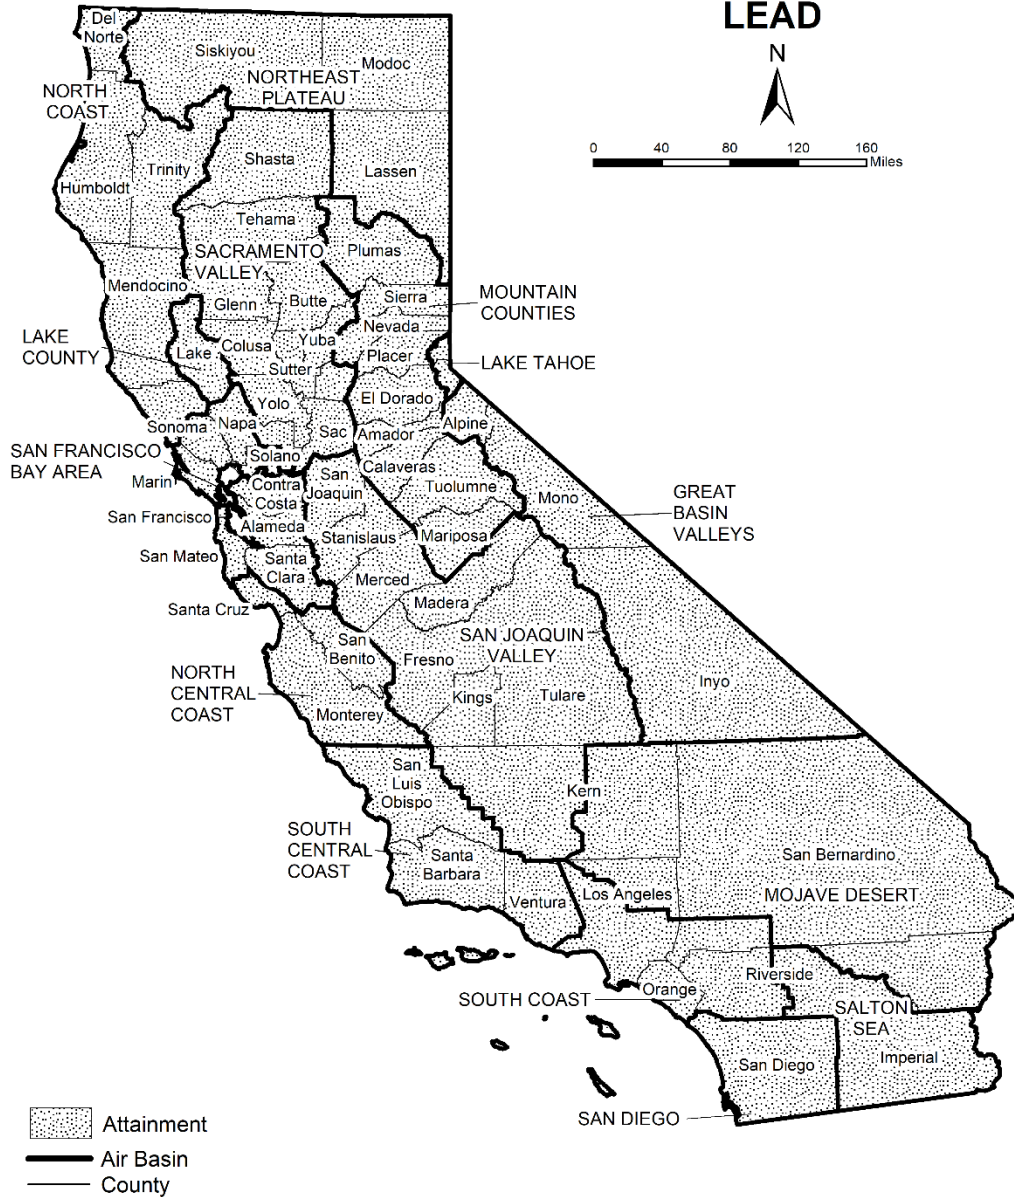 LEAD
N
0 40 80 120 160
Miles
Del
Norte
Siskiyou
Modoc
NORTHEAST
PLATEAU
NORTH
COAST
Shasta
Trinity
Lassen
Humboldt
Tehama
SACRAMENTO
VALLEY
Plumas
Mendocino
Glenn
Butte
Sierra
MOUNTAIN
COUNTIES
Nevada
LAKE
COUNTY
Lake
Colusa
Yuba
Placer
LAKE TAHOE
Sutter
Yolo
El Dorado
Sonoma
Napa
Sac
Amador
Alpine
SAN FRANCISCO
BAY AREA
Solano
Marin
Contra
Costa
San
Joaquin
Calaveras
Tuolumne
Mono
GREAT
BASIN
VALLEYS
San Francisco
Alameda
Stanislaus
Mariposa
San Mateo
Santa
Clara
Merced
Santa Cruz
Madera
SAN JOAQUIN
VALLEY
San
Benito
Fresno
NORTH
CENTRAL
COAST
Monterey
Kings
Tulare
Inyo
San
Luis
Obispo
Kern
SOUTH
CENTRAL
COAST
Santa
Barbara
Ventura
Los Angeles
San Bernardino
MOJAVE DESERT
Riverside
Orange
SOUTH COAST
SALTON
SEA
San Diego
Imperial
SAN DIEGO
Attainment
Air Basin
County